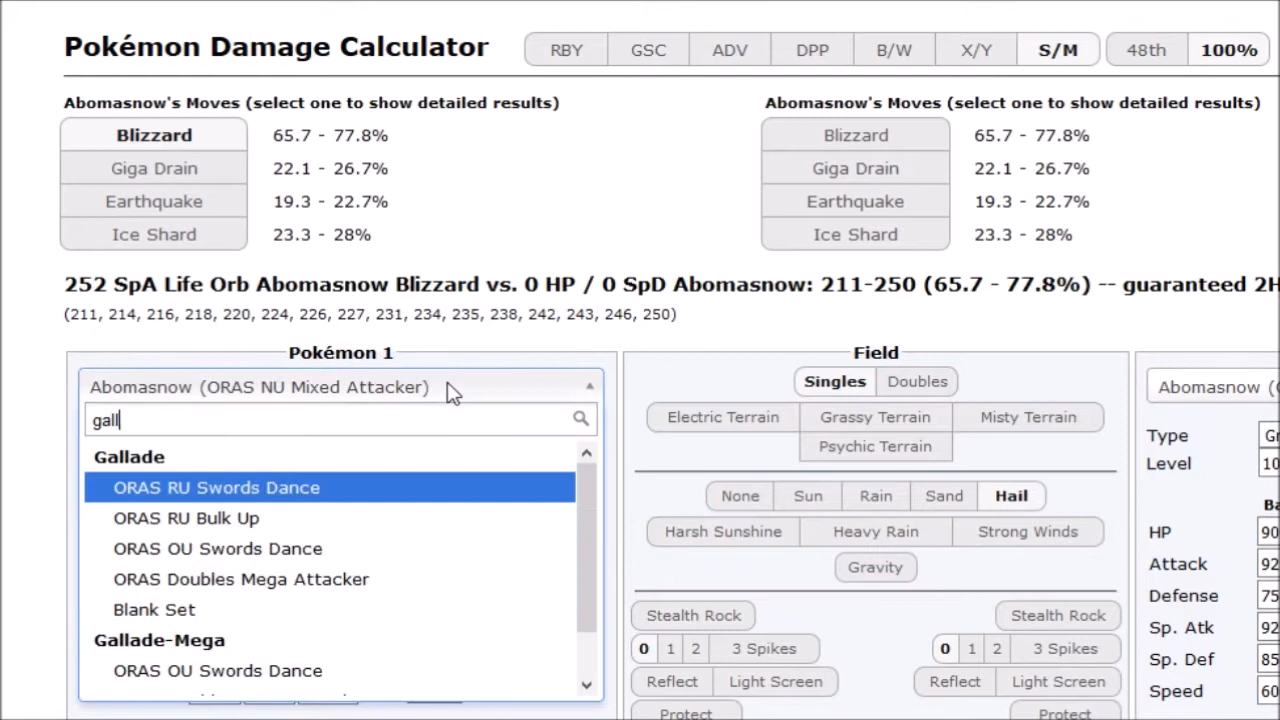 Pokémon Damage Calculator
RBY GSC ADV DPP B/W X/Y S/M 48th 100%
Abomasnow's Moves (select one to show detailed results)
Blizzard 65.7 - 77.8%
Giga Drain 22.1 - 26.7%
Earthquake 19.3 - 22.7%
Ice Shard 23.3 - 28%
Abomasnow's Moves (select one to show detailed results)
Blizzard 65.7 - 77.8%
Giga Drain 22.1 - 26.7%
Earthquake 19.3 - 22.7%
Ice Shard 23.3 - 28%
252 SpA Life Orb Abomasnow Blizzard vs. 0 HP / 0 SpD Abomasnow: 211-250 (65.7 - 77.8%) -- guaranteed 2H
(211, 214, 216, 218, 220, 224, 226, 227, 231, 234, 235, 238, 242, 243, 246, 250)
Pokémon 1
Abomasnow (ORAS NU Mixed Attacker)
gall
Gallade
ORAS RU Swords Dance
ORAS RU Bulk Up
ORAS OU Swords Dance
ORAS Doubles Mega Attacker
Blank Set
Gallade-Mega
ORAS OU Swords Dance
Field
Singles Doubles
Electric Terrain Grassy Terrain Misty Terrain
Psychic Terrain
None Sun Rain Sand Hail
Harsh Sunshine Heavy Rain Strong Winds
Gravity
Stealth Rock Stealth Rock
0 1 2 3 Spikes 0 1 2 3 Spikes
Reflect Light Screen Reflect Light Screen
Protect Protect
Abomasnow (
Type Gr
Level 10
Ba
HP 90
Attack 92
Defense 75
Sp. Atk 92
Sp. Def 85
Speed 60